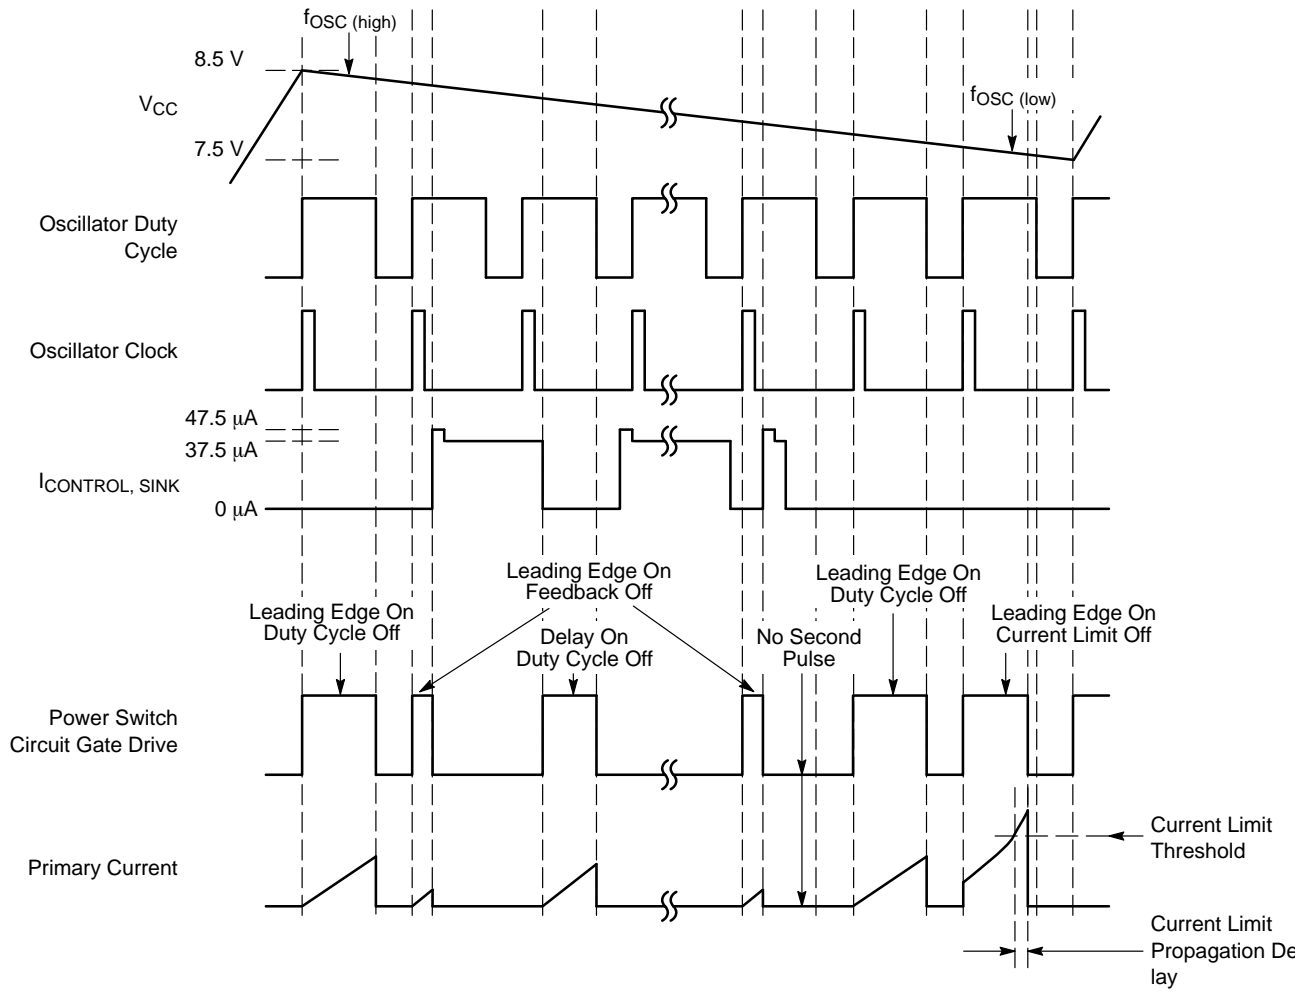 fOSC (high)
8.5 V
VCC
fOSC (low)
7.5 V
Oscillator Duty
Cycle
Oscillator Clock
47.5 μA
37.5 μA
ICONTROL, SINK
0 μA
Leading Edge On
Duty Cycle Off
Leading Edge On
Feedback Off
Delay On
Duty Cycle Off
No Second
Pulse
Leading Edge On
Duty Cycle Off
Leading Edge On
Current Limit Off
Power Switch
Circuit Gate Drive
Primary Current
Current Limit
Threshold
Current Limit
Propagation De
lay